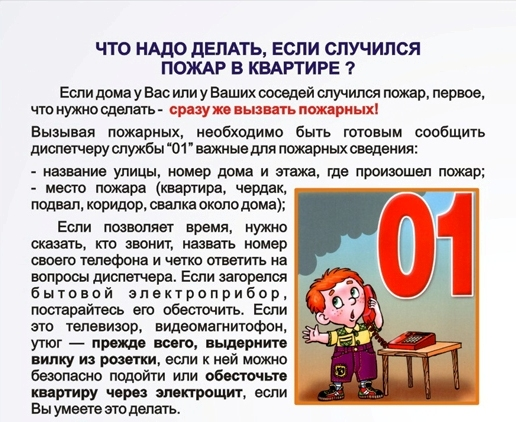 ЧТО НАДО ДЕЛАТЬ, ЕСЛИ СЛУЧИЛСЯ
ПОЖАР В КВАРТИРЕ ?
Если дома у Вас или у Ваших соседей случился пожар, первое,
что нужно сделать - сразу же вызвать пожарных!
Вызывая пожарных, необходимо быть готовым сообщить
диспетчеру службы “01” важные для пожарных сведения:
- название улицы, номер дома и этажа, где произошел пожар;
- место пожара (квартира, чердак,
подвал, коридор, свалка около дома);
Если позволяет время, нужно
сказать, кто звонит, назвать номер
своего телефона и четко ответить на
вопросы диспетчера. Если загорелся
бытовой электроприбор,
постарайтесь его обесточить. Если
это телевизор, видеомагнитофон,
утюг — прежде всего, выдерните
вилку из розетки, если к ней можно
безопасно подойти или обесточьте
квартиру через электрощит, если
Вы умеете это делать.
01